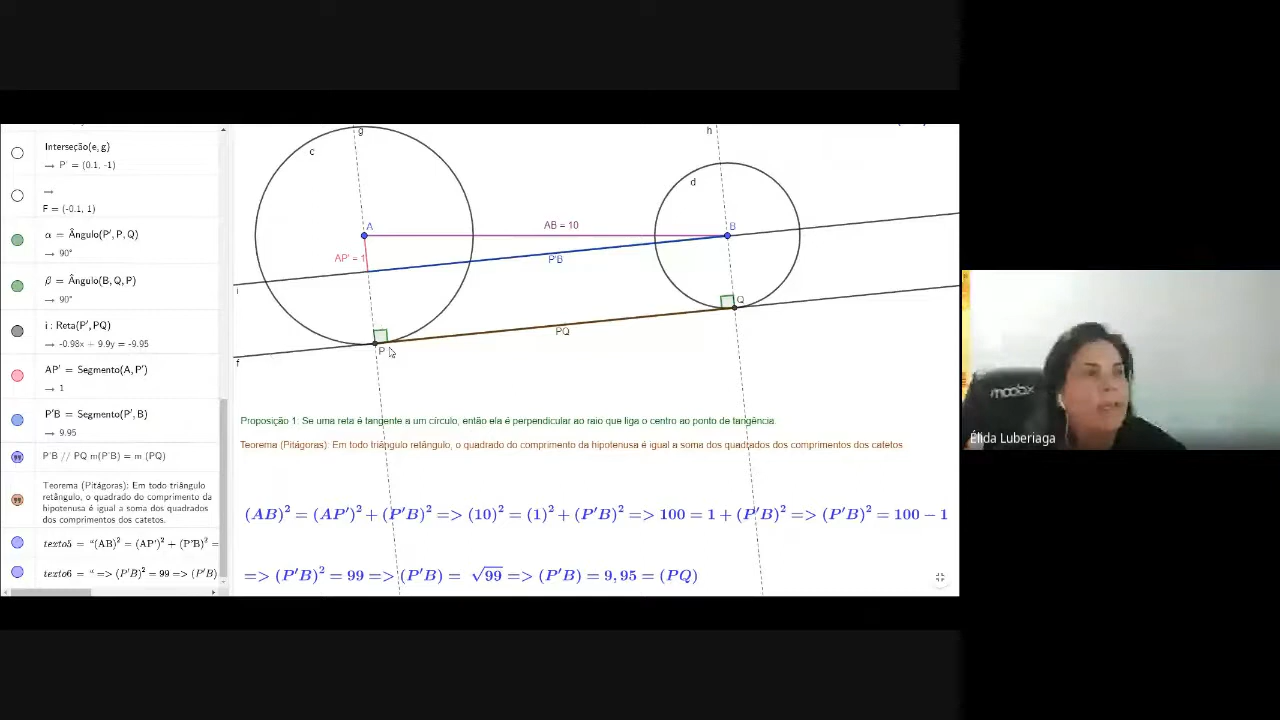 Interseção(e, g)
→ P' = (0.1, -1)
→
F = (-0.1, 1)
α = Ângulo(P', P, Q)
→ 90°
β = Ângulo(B, Q, P)
→ 90°
i : Reta(P', PQ)
→ -0.98x + 9.9y = -9.95
AP' = Segmento(A, P')
→ 1
P'B = Segmento(P', B)
→ 9.95
P'B // PQ m(P'B) = m (PQ)
Teorema (Pitágoras): Em todo triângulo
retângulo, o quadrado do comprimento da
hipotenusa é igual a soma dos quadrados
dos comprimentos dos catetos.
texto5 = "(AB)² = (AP')² + (P'B)² =
texto6 = " => (P'B)² = 99 => (P'B)
g
h
c
d
A
AB = 10
B
AP' = 1
P'B
i
Q
PQ
P
f
Proposição 1: Se uma reta é tangente a um círculo, então ela é perpendicular ao raio que liga o centro ao ponto de tangência.
Teorema (Pitágoras): Em todo triângulo retângulo, o quadrado do comprimento da hipotenusa é igual a soma dos quadrados dos comprimentos dos catetos
(AB)² = (AP')² + (P'B)² => (10)² = (1)² + (P'B)² => 100 = 1 + (P'B)² => (P'B)² = 100 − 1
=> (P'B)² = 99 => (P'B) = √99 => (P'B) = 9,95 = (PQ)
Élida Luberiaga